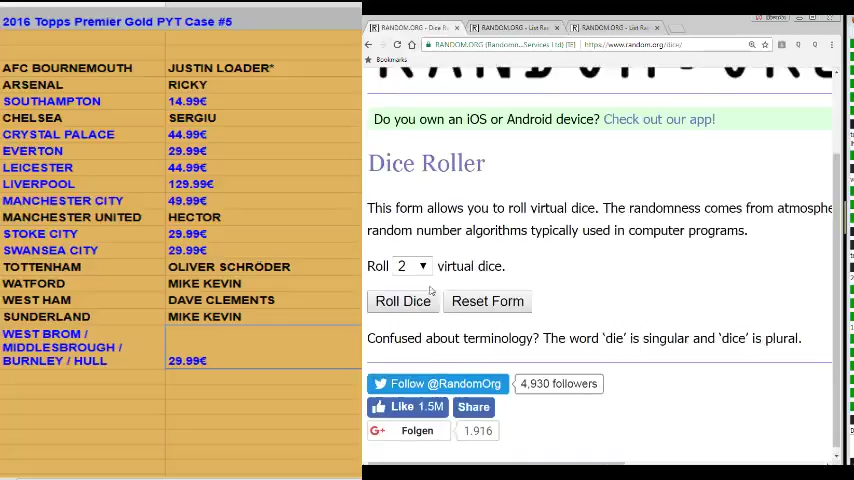 2016 Topps Premier Gold PYT Case #5
AFC BOURNEMOUTH JUSTIN LOADER*
ARSENAL RICKY
SOUTHAMPTON 14.99€
CHELSEA SERGIU
CRYSTAL PALACE 44.99€
EVERTON 29.99€
LEICESTER 44.99€
LIVERPOOL 129.99€
MANCHESTER CITY 49.99€
MANCHESTER UNITED HECTOR
STOKE CITY 29.99€
SWANSEA CITY 29.99€
TOTTENHAM OLIVER SCHRÖDER
WATFORD MIKE KEVIN
WEST HAM DAVE CLEMENTS
SUNDERLAND MIKE KEVIN
WEST BROM /
MIDDLESBROUGH /
BURNLEY / HULL 29.99€
RANDOM.ORG - Dice Ro RANDOM.ORG - List Ra RANDOM.ORG - List Ra
RANDOM.ORG (Randomn... Services Ltd) [IE] https://www.random.org/dice/
Bookmarks
Do you own an iOS or Android device? Check out our app!
Dice Roller
This form allows you to roll virtual dice. The randomness comes from atmosphe
random number algorithms typically used in computer programs.
Roll 2 virtual dice.
Roll Dice Reset Form
Confused about terminology? The word ‘die’ is singular and ‘dice’ is plural.
Follow @RandomOrg 4,930 followers
Like 1.5M Share
G+ Folgen 1.916